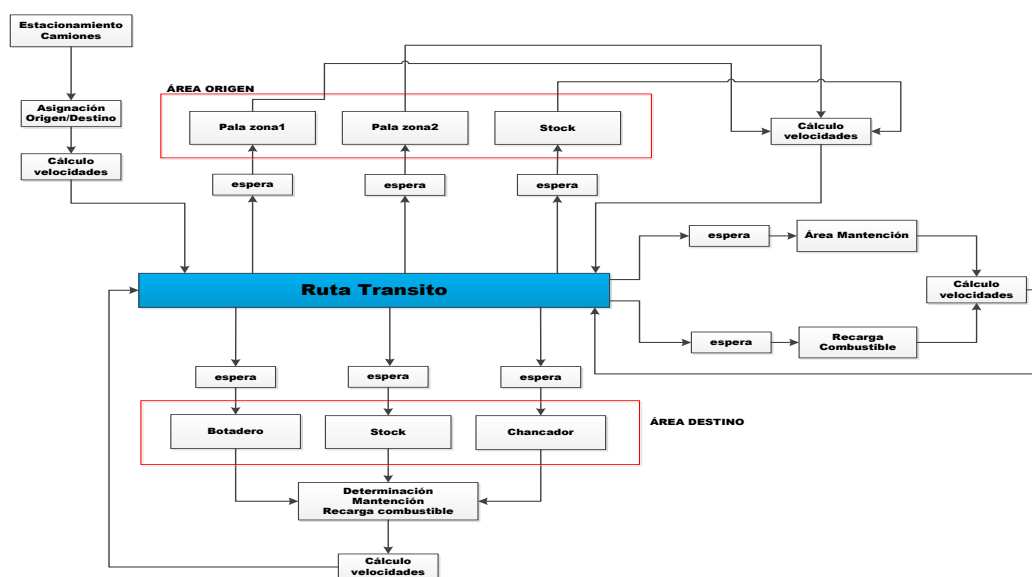 Estacionamiento
Camiones
Asignación
Origen/Destino
Cálculo
velocidades
ÁREA ORIGEN
Pala zona1
Pala zona2
Stock
espera
espera
espera
Cálculo
velocidades
Ruta Transito
espera
Área Mantención
Cálculo
velocidades
espera
Recarga
Combustible
espera
espera
espera
ÁREA DESTINO
Botadero
Stock
Chancador
Determinación
Mantención
Recarga combustible
Cálculo
velocidades